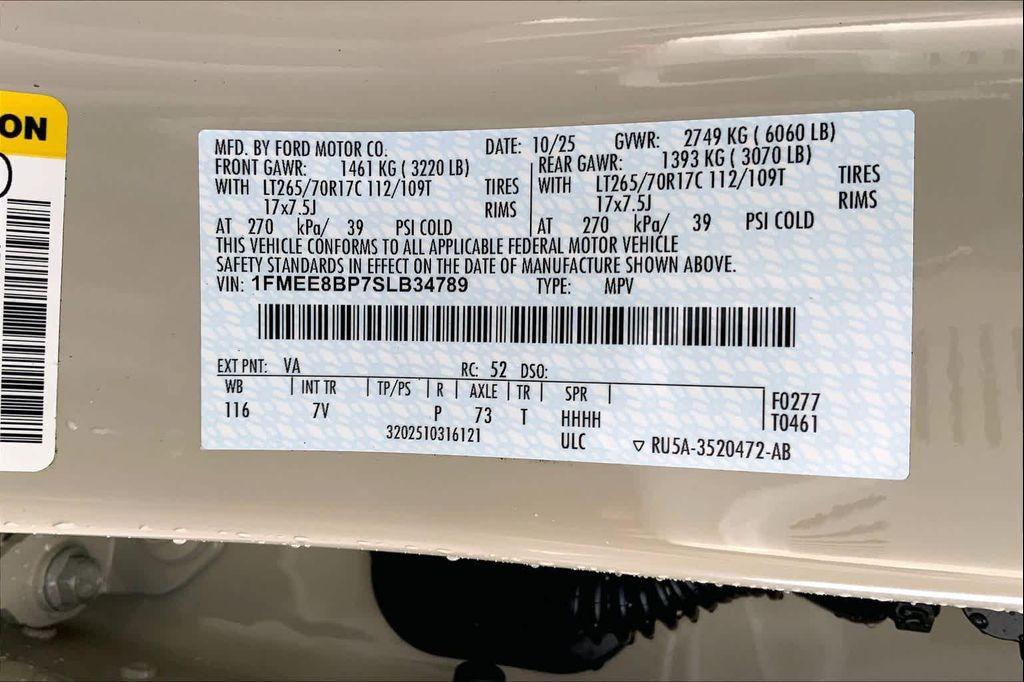 ON
MFD. BY FORD MOTOR CO. DATE: 10/25 GVWR: 2749 KG ( 6060 LB)
FRONT GAWR: 1461 KG ( 3220 LB) REAR GAWR: 1393 KG ( 3070 LB)
WITH LT265/70R17C 112/109T TIRES WITH LT265/70R17C 112/109T TIRES
17x7.5J RIMS 17x7.5J RIMS
AT 270 kPa/ 39 PSI COLD AT 270 kPa/ 39 PSI COLD
THIS VEHICLE CONFORMS TO ALL APPLICABLE FEDERAL MOTOR VEHICLE
SAFETY STANDARDS IN EFFECT ON THE DATE OF MANUFACTURE SHOWN ABOVE.
VIN: 1FMEE8BP7SLB34789 TYPE: MPV
EXT PNT: VA RC: 52 DSO:
WB INT TR TP/PS R AXLE TR SPR F0277
116 7V P 73 T HHHH T0461
3202510316121 ULC ▽ RU5A-3520472-AB